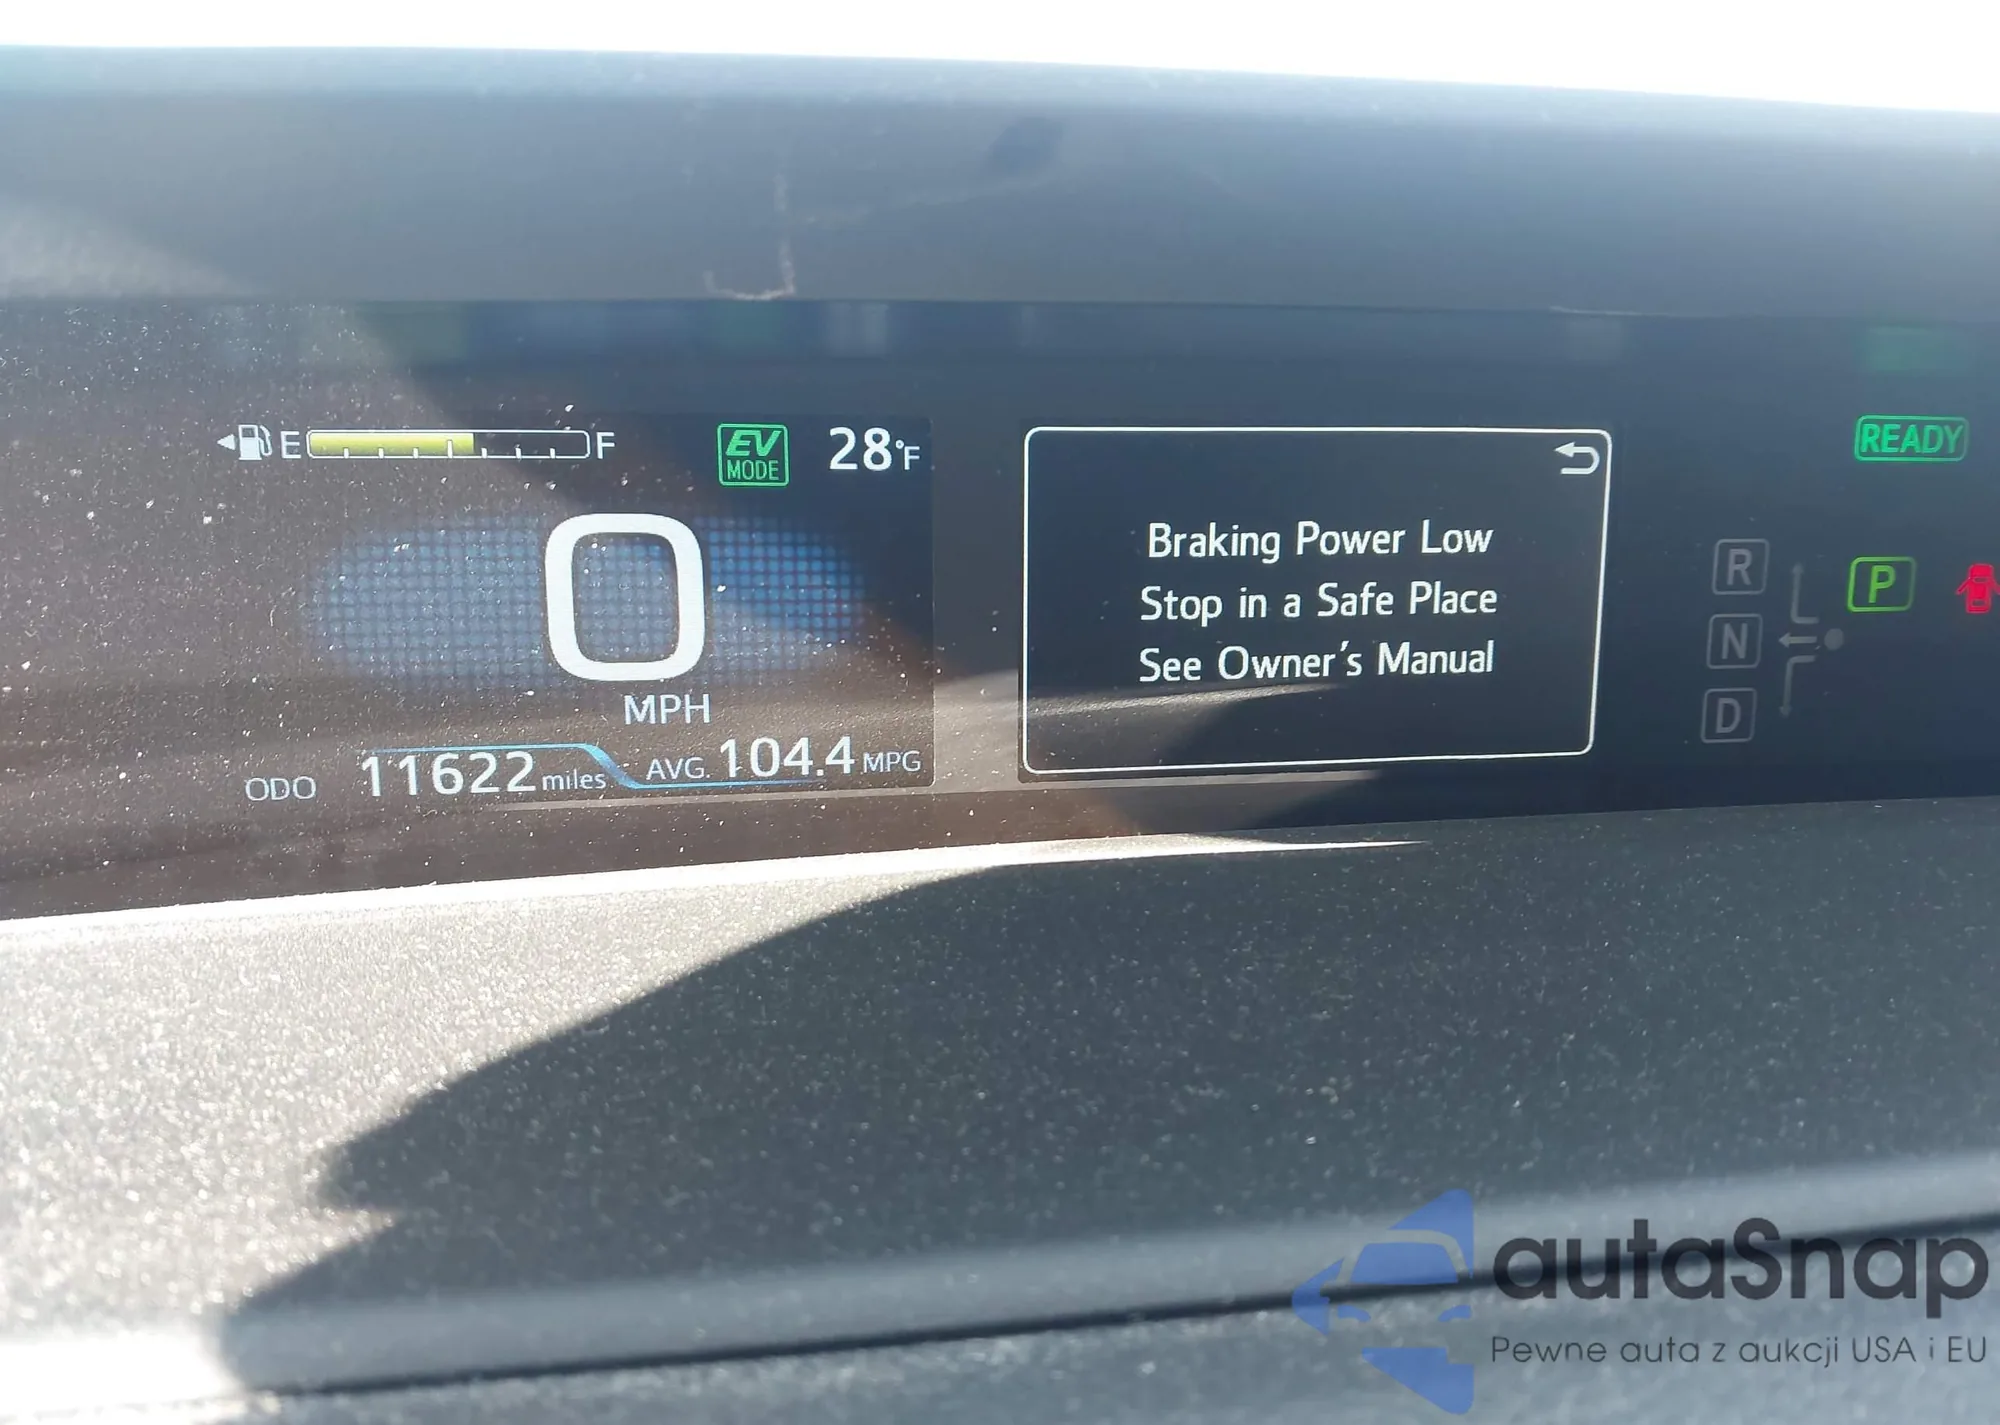 E F
EV MODE
28°F
0
MPH
ODO 11622 miles
AVG. 104.4 MPG
Braking Power Low
Stop in a Safe Place
See Owner's Manual
READY
R
N
D
P
autaSnap
Pewne auta z aukcji USA i EU